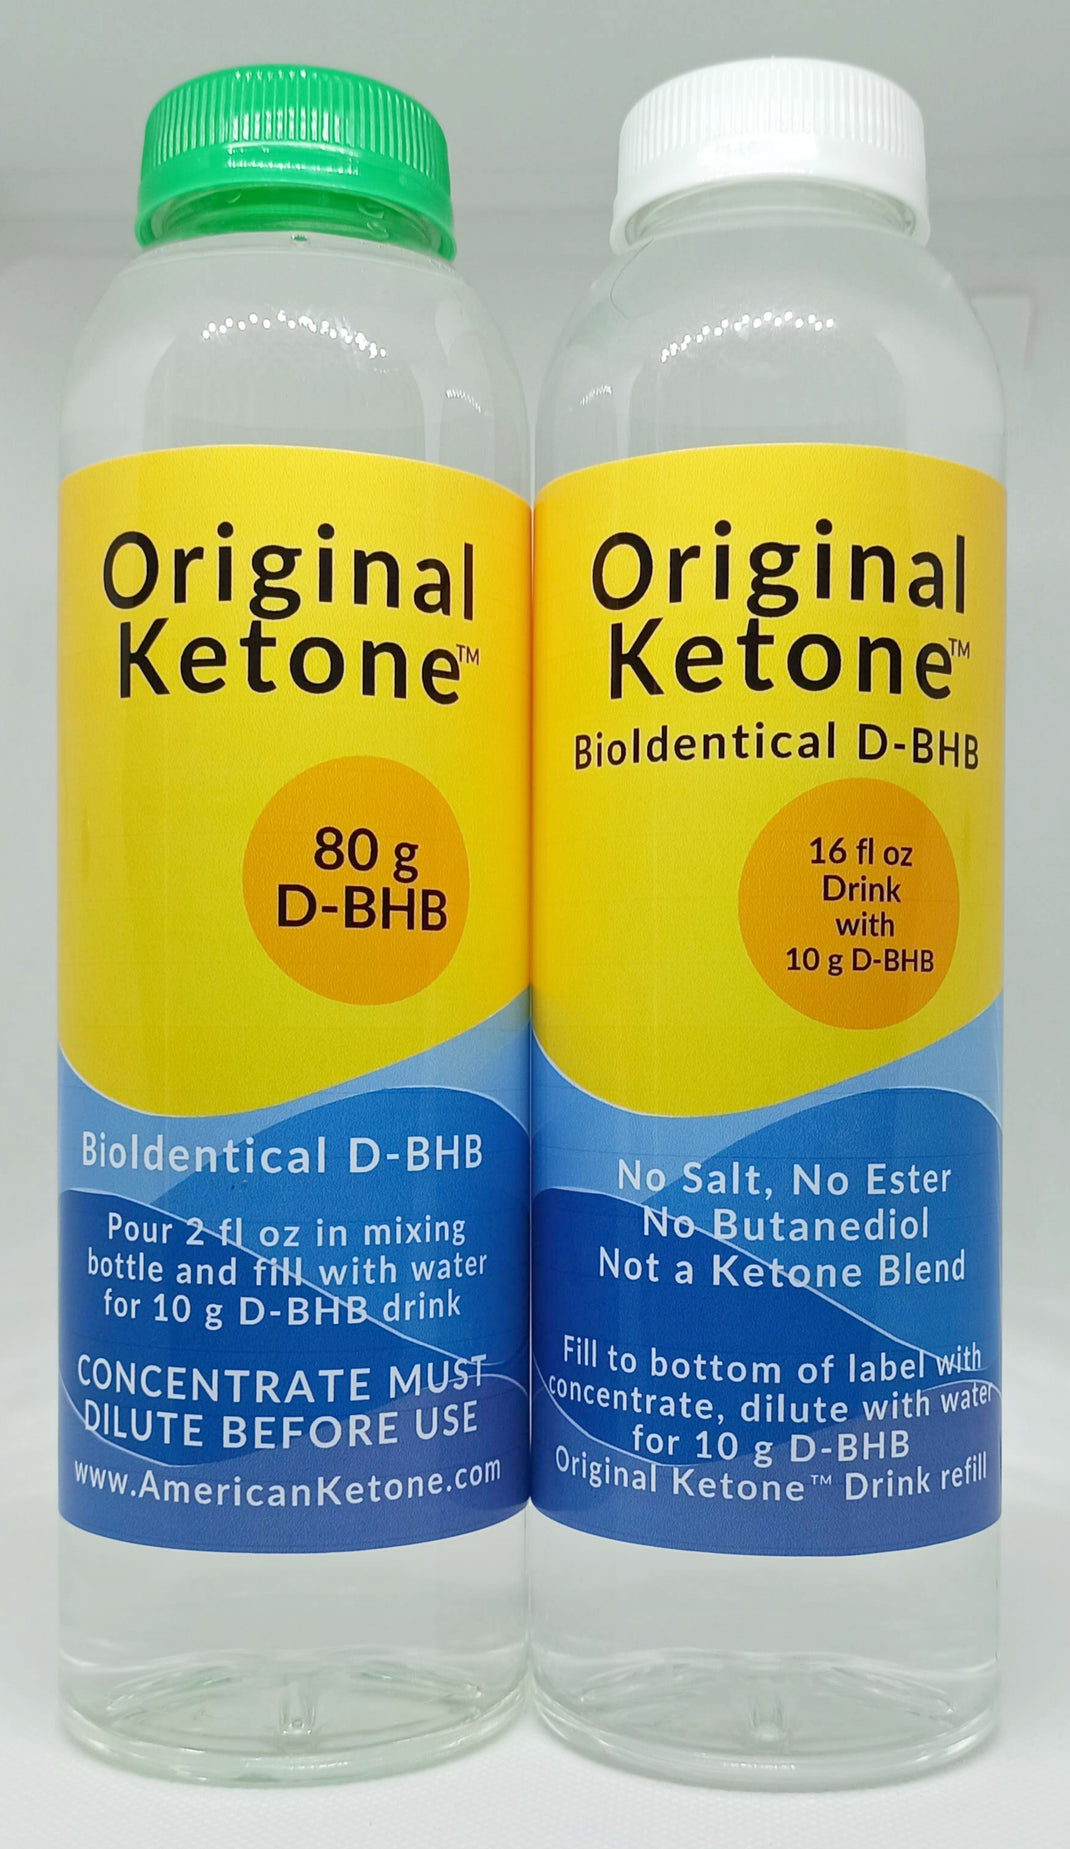 Original
Ketone™
80 g
D-BHB
BioIdentical D-BHB
Pour 2 fl oz in mixing
bottle and fill with water
for 10 g D-BHB drink
CONCENTRATE MUST
DILUTE BEFORE USE
www.AmericanKetone.com
Original
Ketone™
BioIdentical D-BHB
16 fl oz
Drink
with
10 g D-BHB
No Salt, No Ester
No Butanediol
Not a Ketone Blend
Fill to bottom of label with
concentrate, dilute with water
for 10 g D-BHB
Original Ketone™ Drink refill